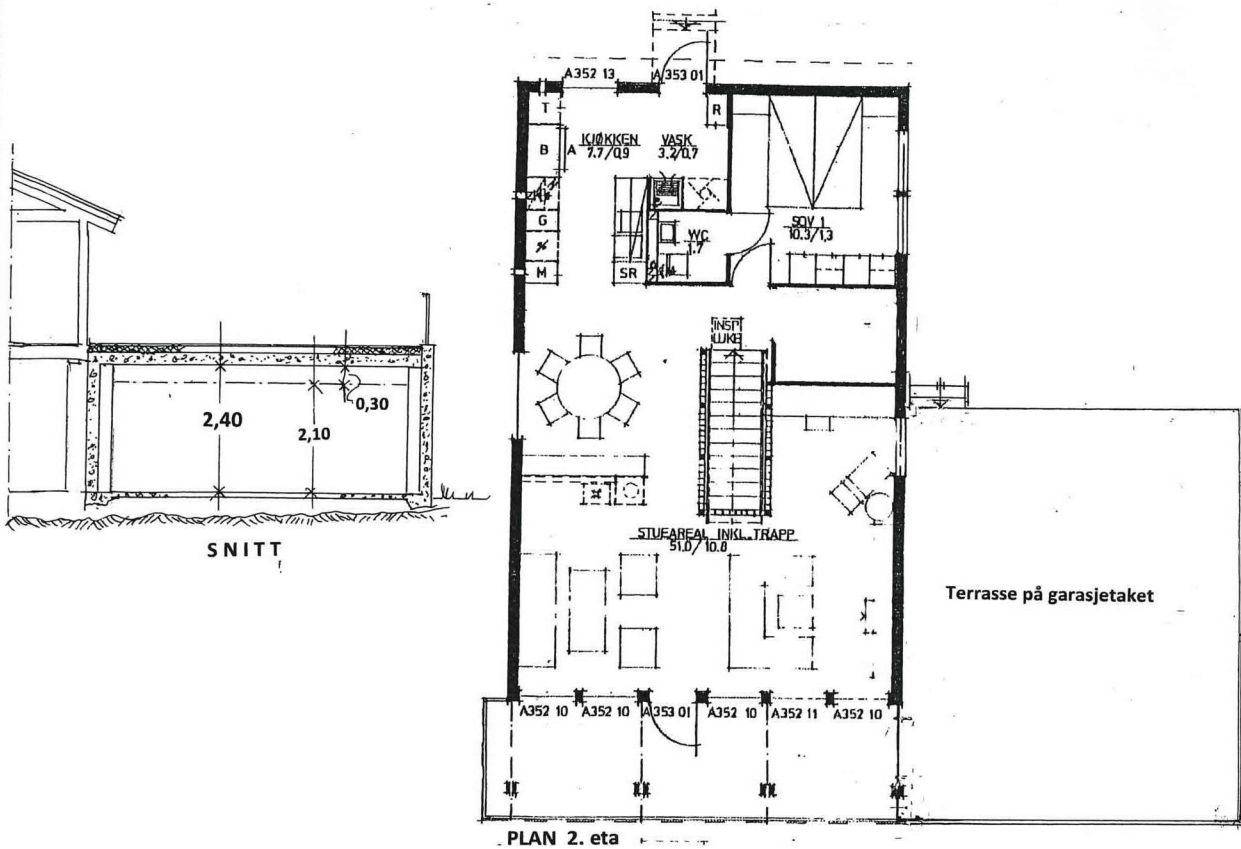 A352 13
A353 01
T
R
KJØKKEN
7.7/0.9
VASK
3.2/0.7
B
A
G
M
SR
WC
1.7
SOV 1
10.3/1.3
INSP
LUKE
2,40
2,10
0,30
SNITT
STUEAREAL INKL. TRAPP
51.0/10.8
Terrasse på garasjetaket
A352 10
A352 10
A353 01
A352 10
A352 11
A352 10
PLAN 2. eta